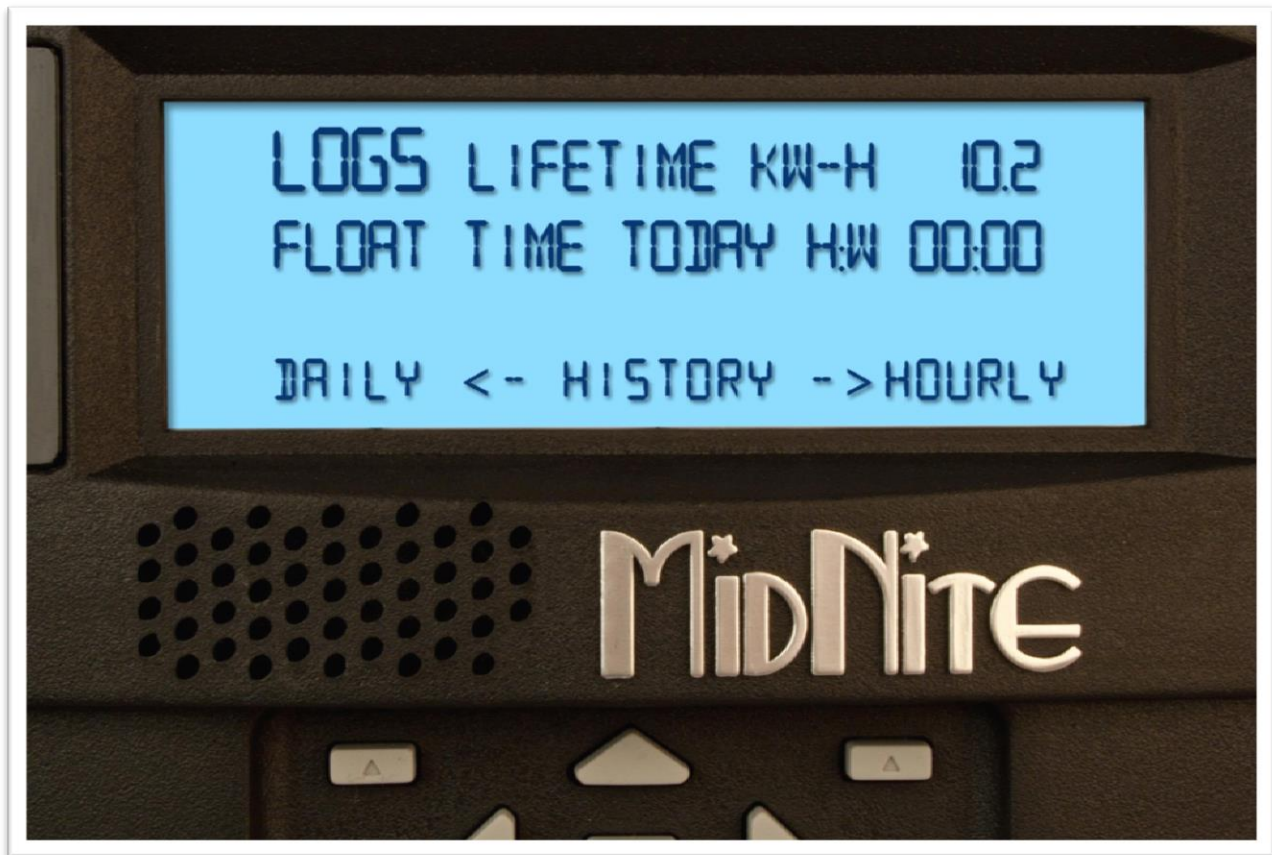 LOGS LIFETIME KW-H 10.2
FLOAT TIME TODAY H:W 00:00
DAILY <- HISTORY ->HOURLY
MIDNITE